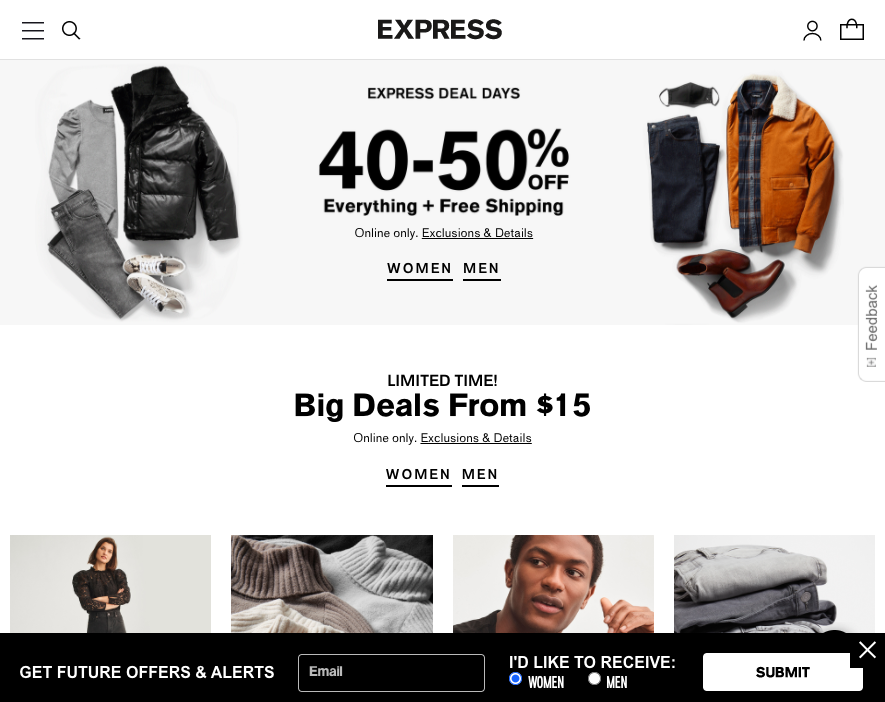 EXPRESS
EXPRESS DEAL DAYS
40-50% OFF
Everything + Free Shipping
Online only. Exclusions & Details
WOMEN MEN
Feedback
LIMITED TIME!
Big Deals From $15
Online only. Exclusions & Details
WOMEN MEN
GET FUTURE OFFERS & ALERTS
Email
I'D LIKE TO RECEIVE:
WOMEN MEN
SUBMIT